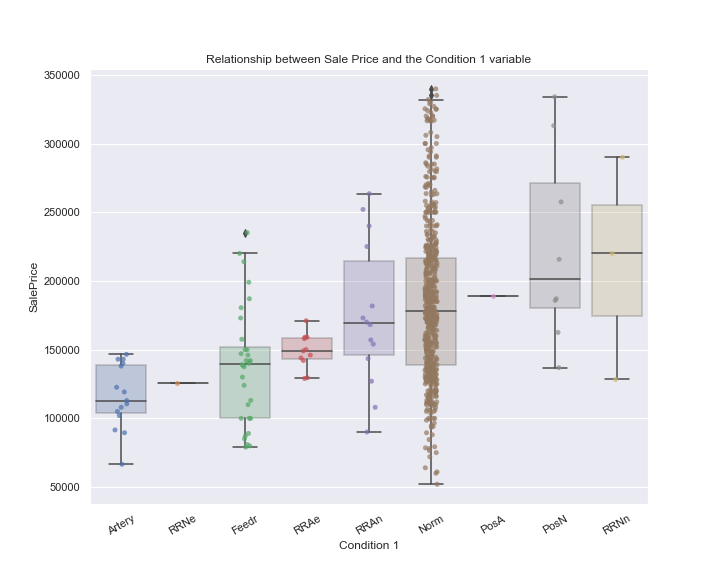 Relationship between Sale Price and the Condition 1 variable
350000
300000
250000
200000
150000
100000
50000
SalePrice
Artery RRNe Feedr RRAe RRAn Norm PosA PosN RRNn
Condition 1